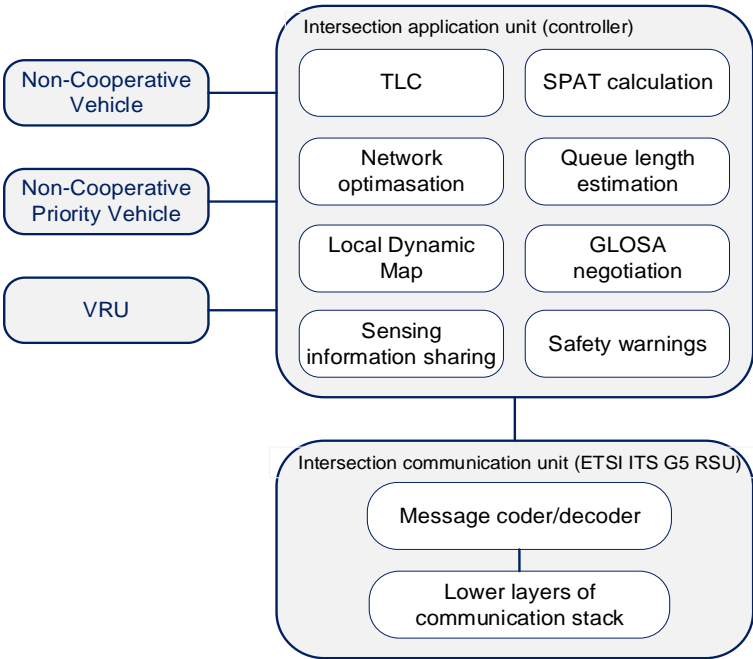 Intersection application unit (controller)
Non-Cooperative
Vehicle
Non-Cooperative
Priority Vehicle
VRU
TLC
SPAT calculation
Network
optimasation
Queue length
estimation
Local Dynamic
Map
GLOSA
negotiation
Sensing
information sharing
Safety warnings
Intersection communication unit (ETSI ITS G5 RSU)
Message coder/decoder
Lower layers of
communication stack